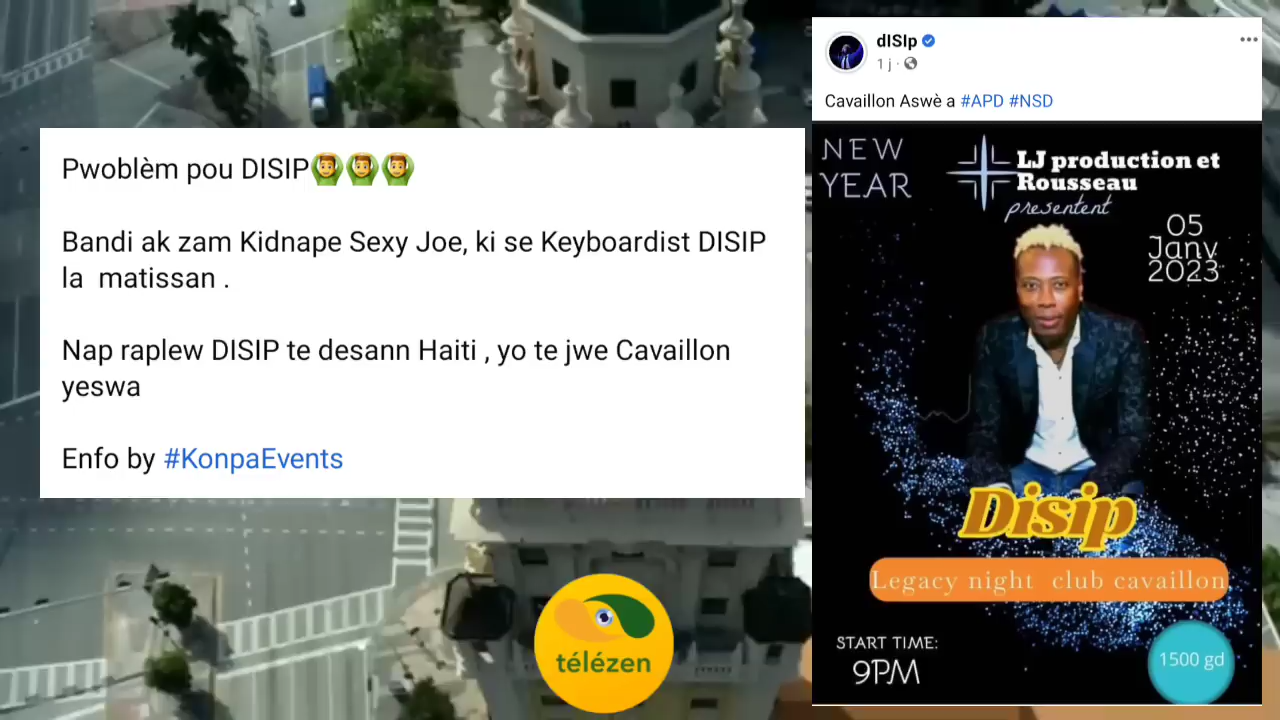 Pwoblèm pou DISIP🙆‍♂️🙆‍♂️🙆‍♂️
Bandi ak zam Kidnape Sexy Joe, ki se Keyboardist DISIP
la matissan .
Nap raplew DISIP te desann Haiti , yo te jwe Cavaillon
yeswa
Enfo by #KonpaEvents
télézen
dISIp
1 j ·
Cavaillon Aswè a #APD #NSD
NEW
YEAR
LJ production et
Rousseau
presentent
05
Janv
2023
Disip
Legacy night club cavaillon
START TIME:
9PM
1500 gd